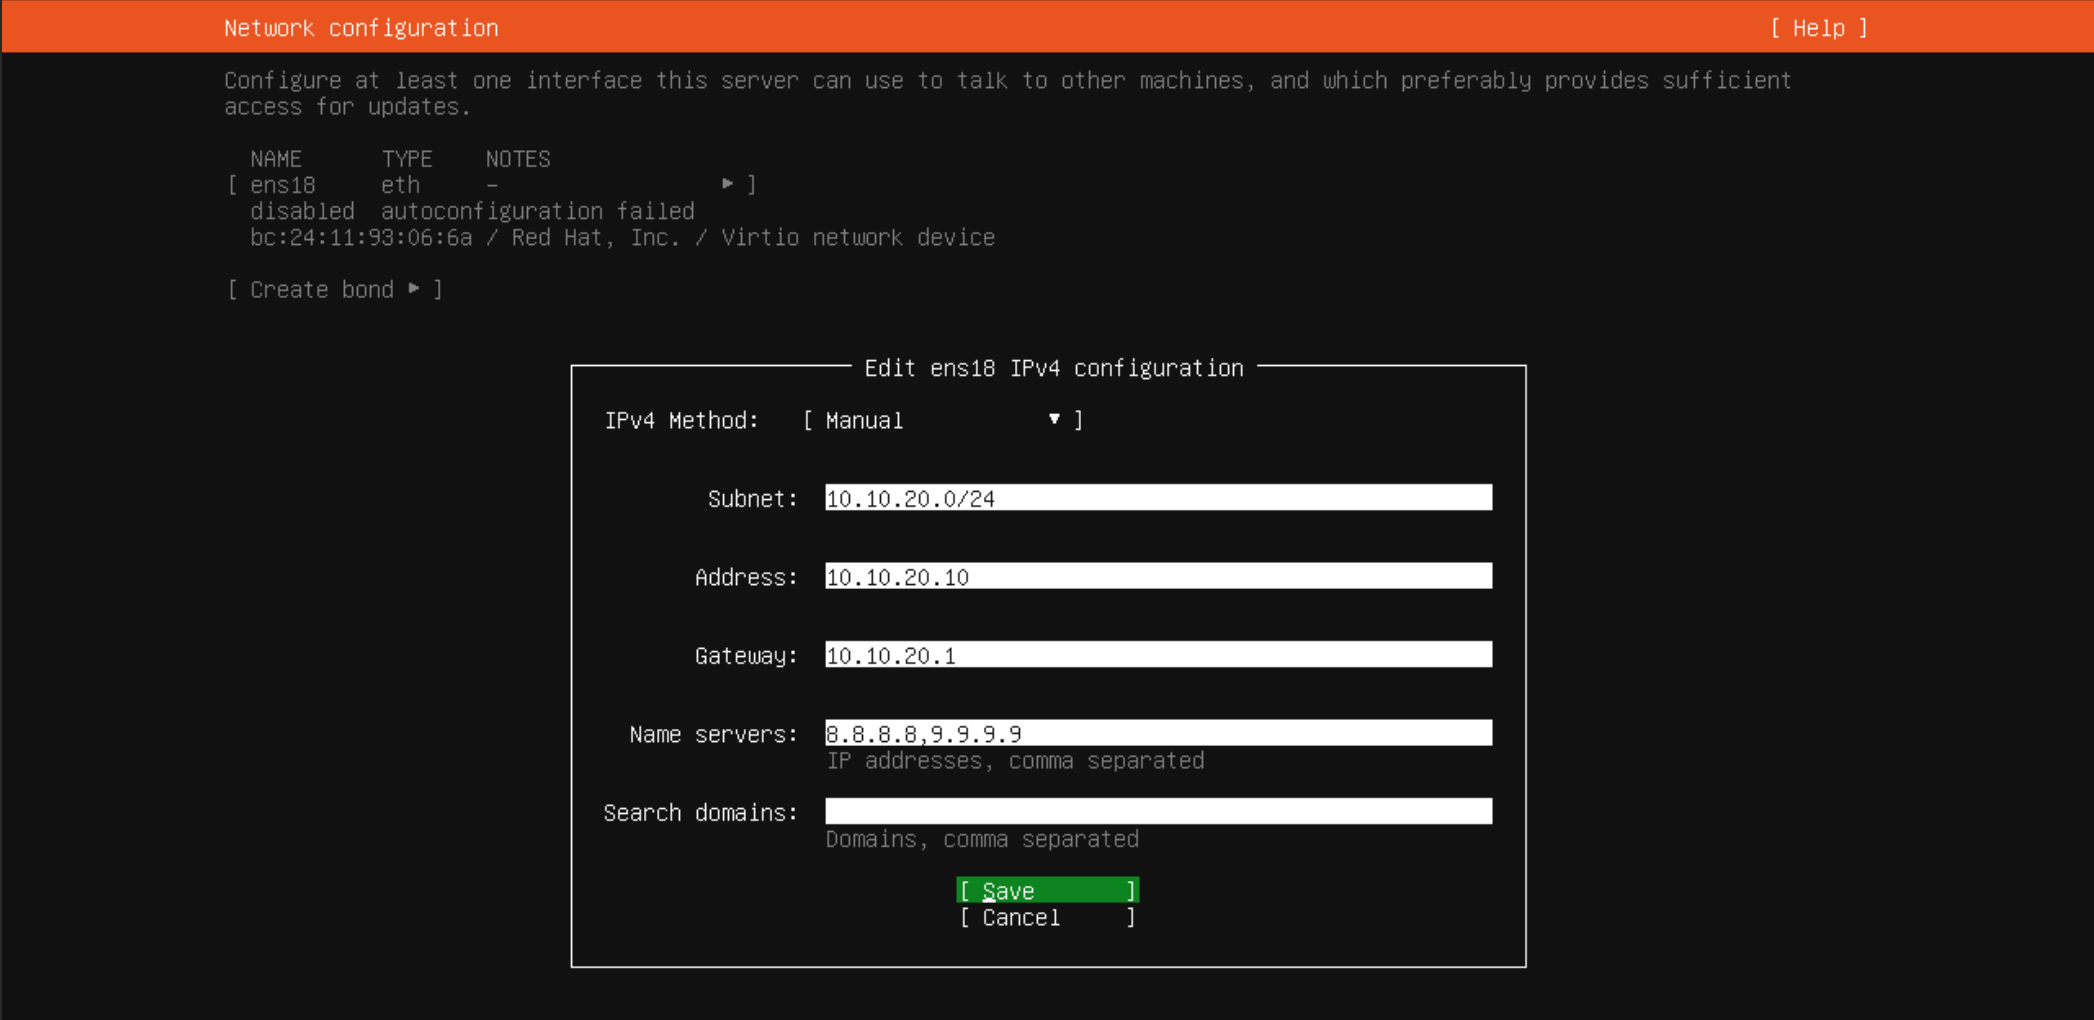 Network configuration [ Help ]
Configure at least one interface this server can use to talk to other machines, and which preferably provides sufficient
access for updates.
NAME TYPE NOTES
[ ens18 eth - ▸ ]
disabled autoconfiguration failed
bc:24:11:93:06:6a / Red Hat, Inc. / Virtio network device
[ Create bond ▸ ]
Edit ens18 IPv4 configuration
IPv4 Method: [ Manual ▾ ]
Subnet: 10.10.20.0/24
Address: 10.10.20.10
Gateway: 10.10.20.1
Name servers: 8.8.8.8,9.9.9.9
IP addresses, comma separated
Search domains:
Domains, comma separated
[ Save ]
[ Cancel ]